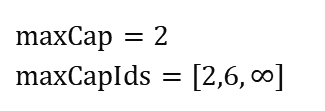 maxCap = 2
maxCapIds = [2,6,∞]